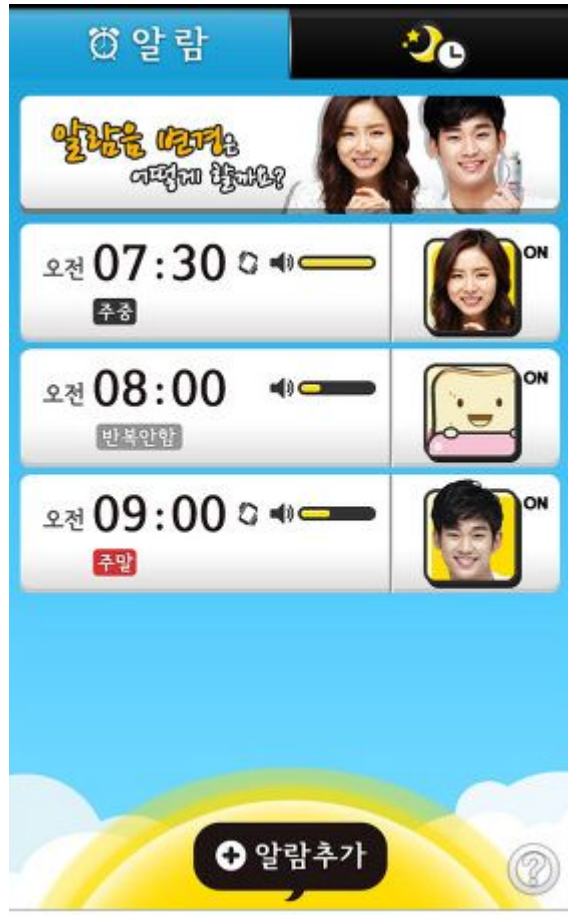 알람
알람음 변경은
어떻게 할까요?
오전 07:30
ON
주중
오전 08:00
ON
반복안함
오전 09:00
ON
주말
알람추가
?